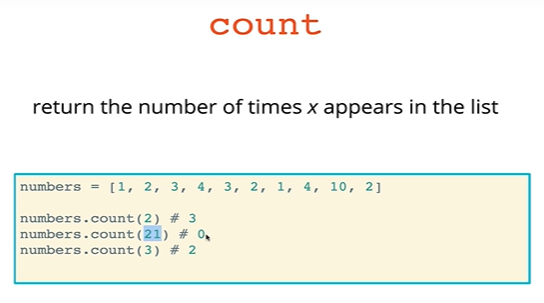 count
return the number of times x appears in the list
numbers = [1, 2, 3, 4, 3, 2, 1, 4, 10, 2]
numbers.count(2) # 3
numbers.count(21) # 0
numbers.count(3) # 2